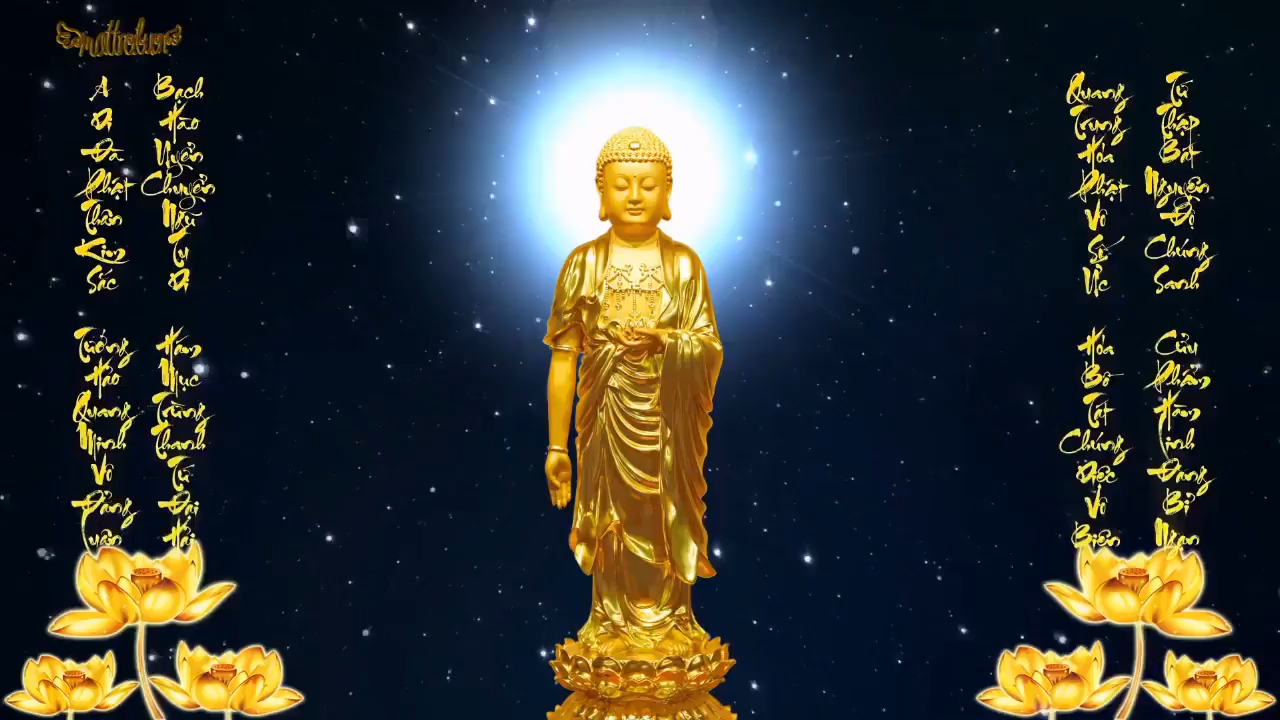 A Di Đà Phật Thân Kim Sắc
Tướng Hảo Quang Minh Vô Đẳng Luân
Bạch Hào Uyển Chuyển Ngũ Tu Di
Hám Mục Trừng Thanh Tứ Đại Hải
Quang Trung Hóa Phật Vô Số Ức
Hóa Bồ Tát Chúng Diệc Vô Biên
Tứ Thập Bát Nguyện Độ Chúng Sanh
Cửu Phẩm Hàm Linh Đăng Bỉ Ngạn